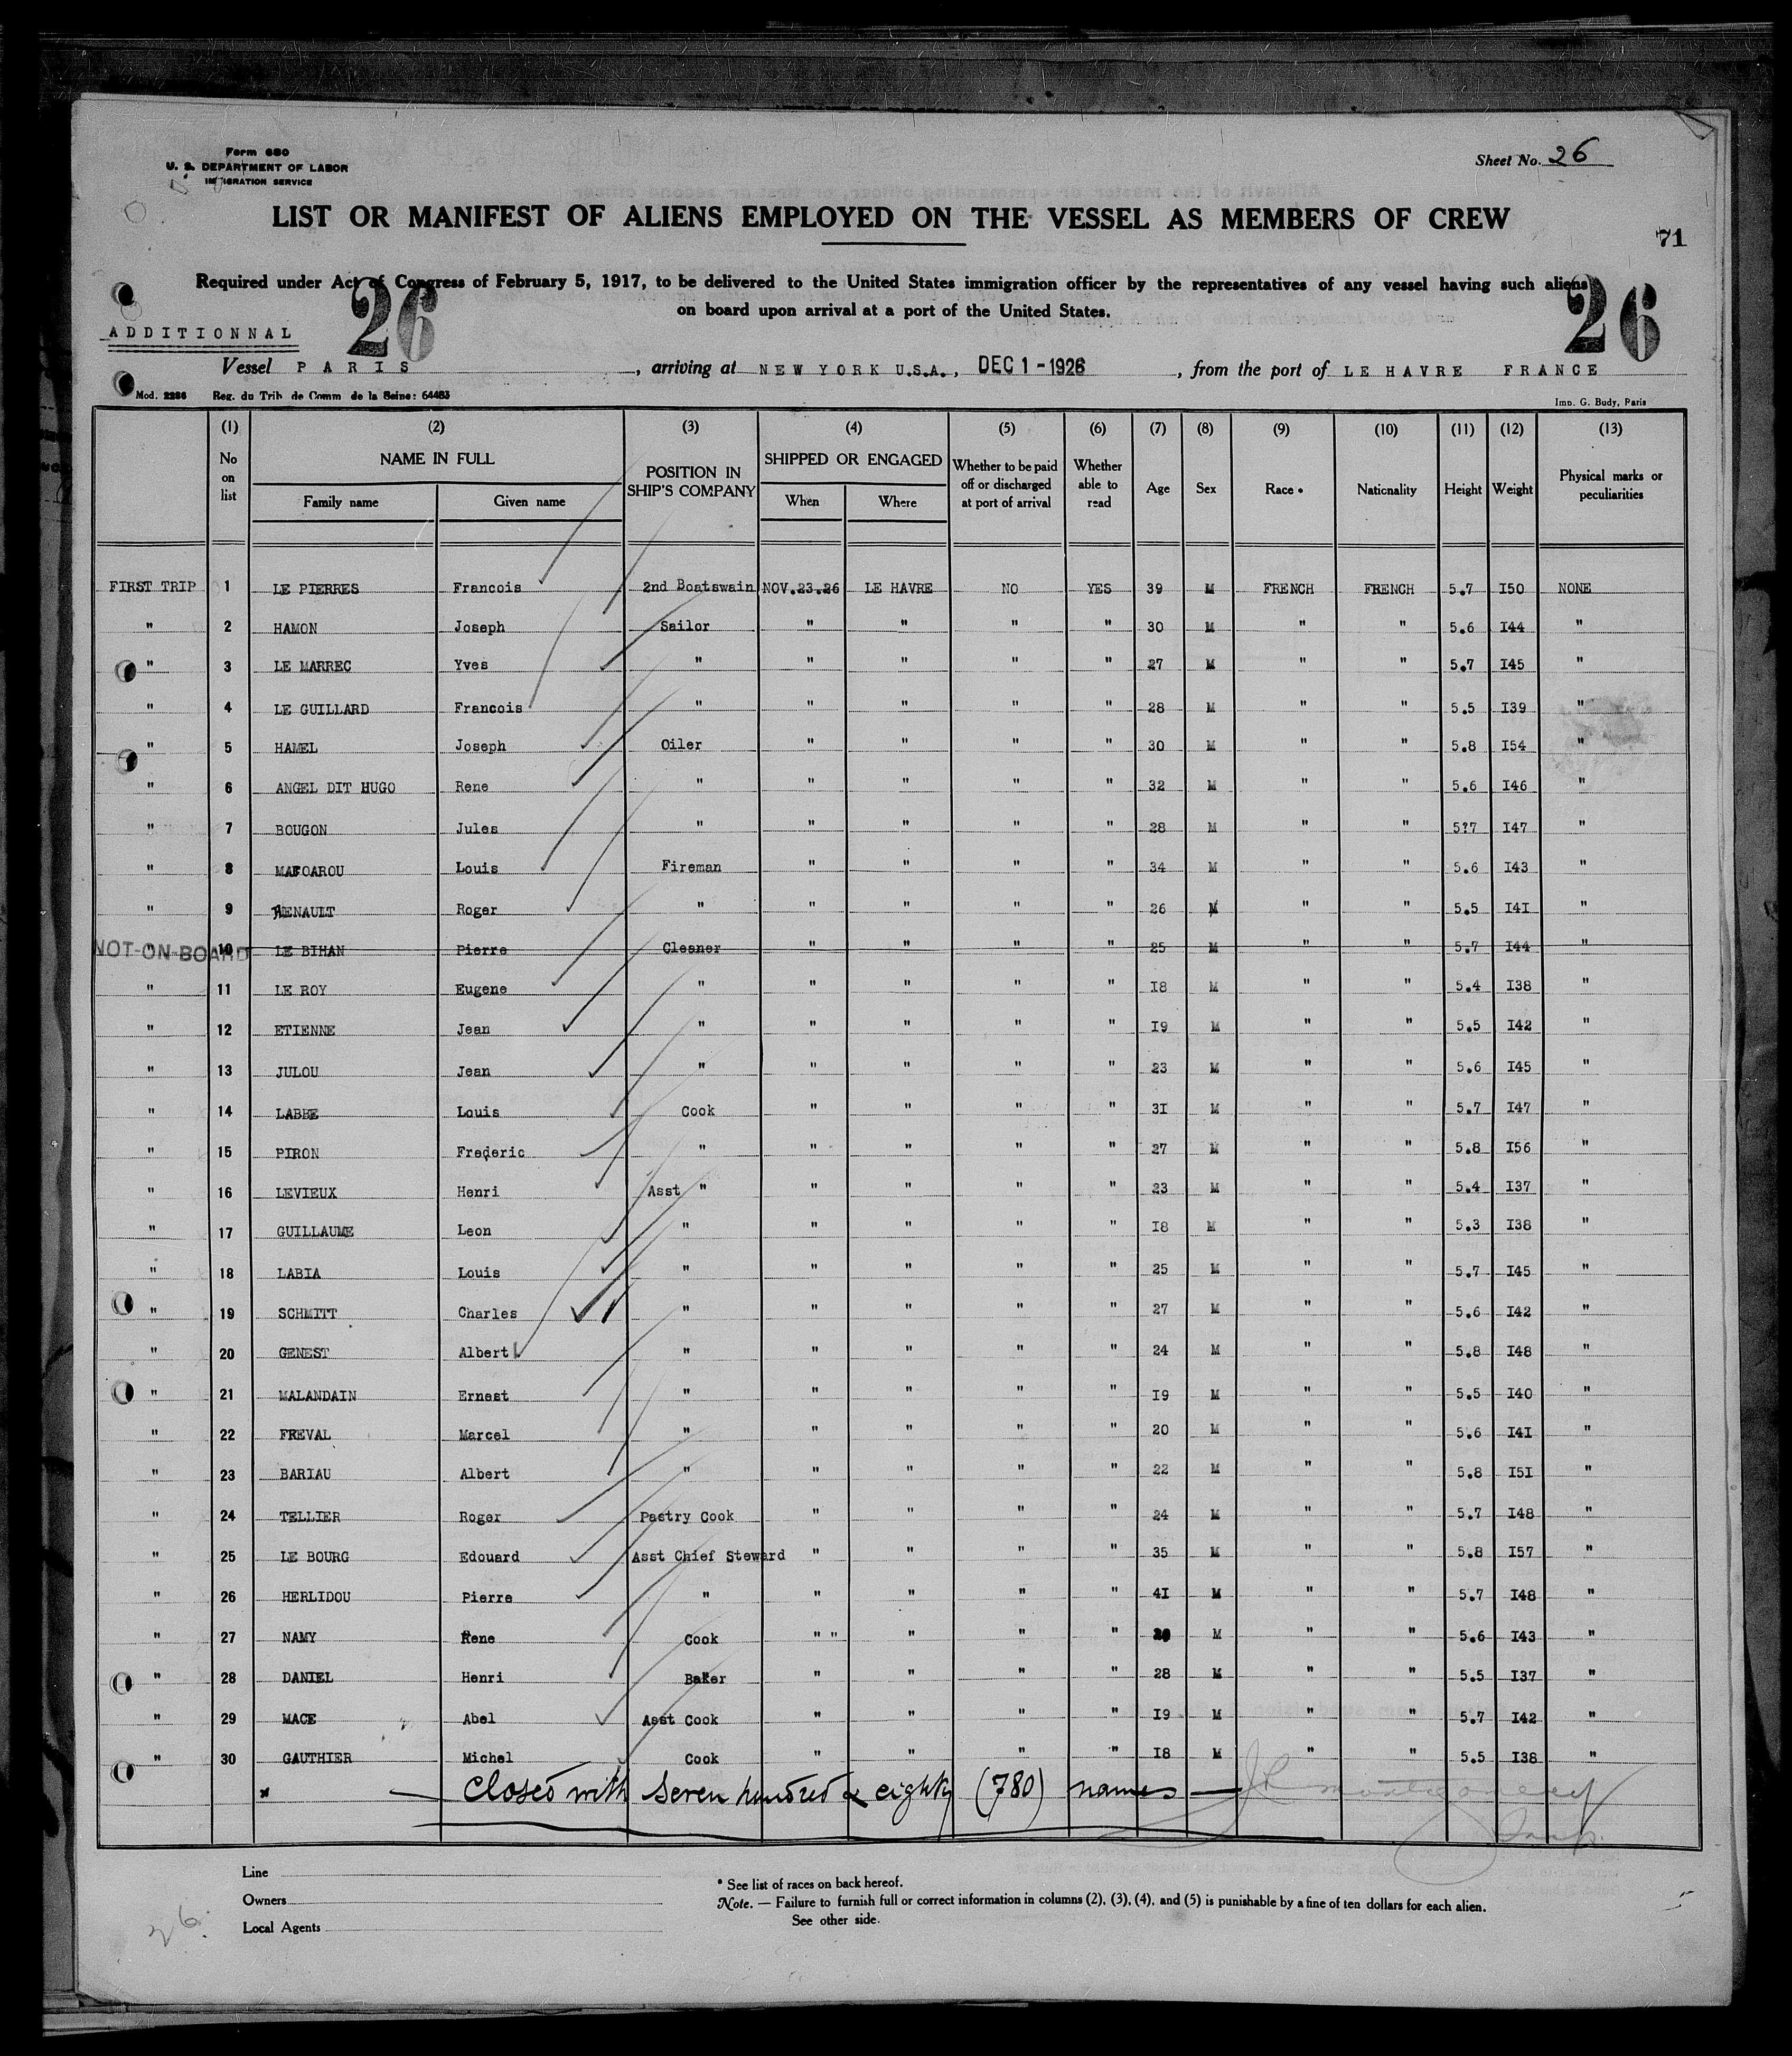 Form 680
U. S. DEPARTMENT OF LABOR
IMMIGRATION SERVICE
Sheet No. 26
LIST OR MANIFEST OF ALIENS EMPLOYED ON THE VESSEL AS MEMBERS OF CREW
71
Required under Act of Congress of February 5, 1917, to be delivered to the United States immigration officer by the representatives of any vessel having such aliens
on board upon arrival at a port of the United States.
26 26
ADDITIONNAL
Vessel PARIS, arriving at NEW YORK U.S.A., DEC 1-1926, from the port of LE HAVRE FRANCE
Mod. 2286 Reg. du Trib de Comm de la Seine: 64483 Imp. G. Budy, Paris
(1) (2) (3) (4) (5) (6) (7) (8) (9) (10) (11) (12) (13)
No on list NAME IN FULL Family name Given name POSITION IN SHIP'S COMPANY SHIPPED OR ENGAGED When Where Whether to be paid off or discharged at port of arrival Whether able to read Age Sex Race • Nationality Height Weight Physical marks or peculiarities
FIRST TRIP 1 LE PIERRES Francois 2nd Boatswain NOV.23.26 LE HAVRE NO YES 39 M FRENCH FRENCH 5.7 I50 NONE
" 2 HAMON Joseph Sailor " " " " 30 M " " 5.6 I44 "
" 3 LE MARREC Yves " " " " " 27 M " " 5.7 I45 "
" 4 LE GUILLARD Francois " " " " " 28 M " " 5.5 I39 "
" 5 HAMEL Joseph Oiler " " " " 30 M " " 5.8 I54 "
" 6 ANGEL DIT HUGO Rene " " " " " 32 M " " 5.6 I46 "
" 7 BOUGON Jules " " " " " 28 M " " 5?7 I47 "
" 8 Louis Fireman " " " " 34 M " " 5.6 I43 "
" 9 RENAULT Roger " " " " " 26 M " " 5.5 I4I "
NOT-ON-BOARD " 10 LE BIHAN Pierre Cleaner " " " " 25 M " " 5.7 I44 "
" 11 LE ROY Eugene " " " " " I8 M " " 5.4 I38 "
" 12 ETIENNE Jean " " " " " I9 M " " 5.5 I42 "
" 13 JULOU Jean " " " " " 23 M " " 5.6 I45 "
" 14 LABBE Louis Cook " " " " 3I M " " 5.7 I47 "
" 15 PIRON Frederic " " " " " 27 M " " 5.8 I56 "
" 16 LEVIEUX Henri Asst " " " " " 23 M " " 5.4 I37 "
" 17 GUILLAUME Leon " " " " " I8 M " " 5.3 I38 "
" 18 LABIA Louis " " " " " 25 M " " 5.7 I45 "
" 19 SCHMITT Charles " " " " " 27 M " " 5.6 I42 "
" 20 GENEST Albert " " " " " 24 M " " 5.8 I48 "
" 21 MALANDAIN Ernest " " " " " I9 M " " 5.5 I40 "
" 22 FREVAL Marcel " " " " " 20 M " " 5.6 I4I "
" 23 BARIAU Albert " " " " " 22 M " " 5.8 I5I "
" 24 TELLIER Roger Pastry Cook " " " " 24 M " " 5.7 I48 "
" 25 LE BOURG Edouard Asst Chief Steward " " " " 35 M " " 5.8 I57 "
" 26 HERLIDOU Pierre " " " " " 4I M " " 5.7 I48 "
" 27 NAMY Rene Cook " " " " " M " " 5.6 I43 "
" 28 DANIEL Henri Baker " " " " 28 M " " 5.5 I37 "
" 29 MACE Abel Asst Cook " " " " I9 M " " 5.7 I42 "
" 30 GAUTHIER Michel Cook " " " " I8 M " " 5.5 I38 "
— Closed with seven hundred & eighty (780) names — Montgomery
Line
Owners
Local Agents
* See list of races on back hereof.
Note. — Failure to furnish full or correct information in columns (2), (3), (4), and (5) is punishable by a fine of ten dollars for each alien.
See other side.
26.